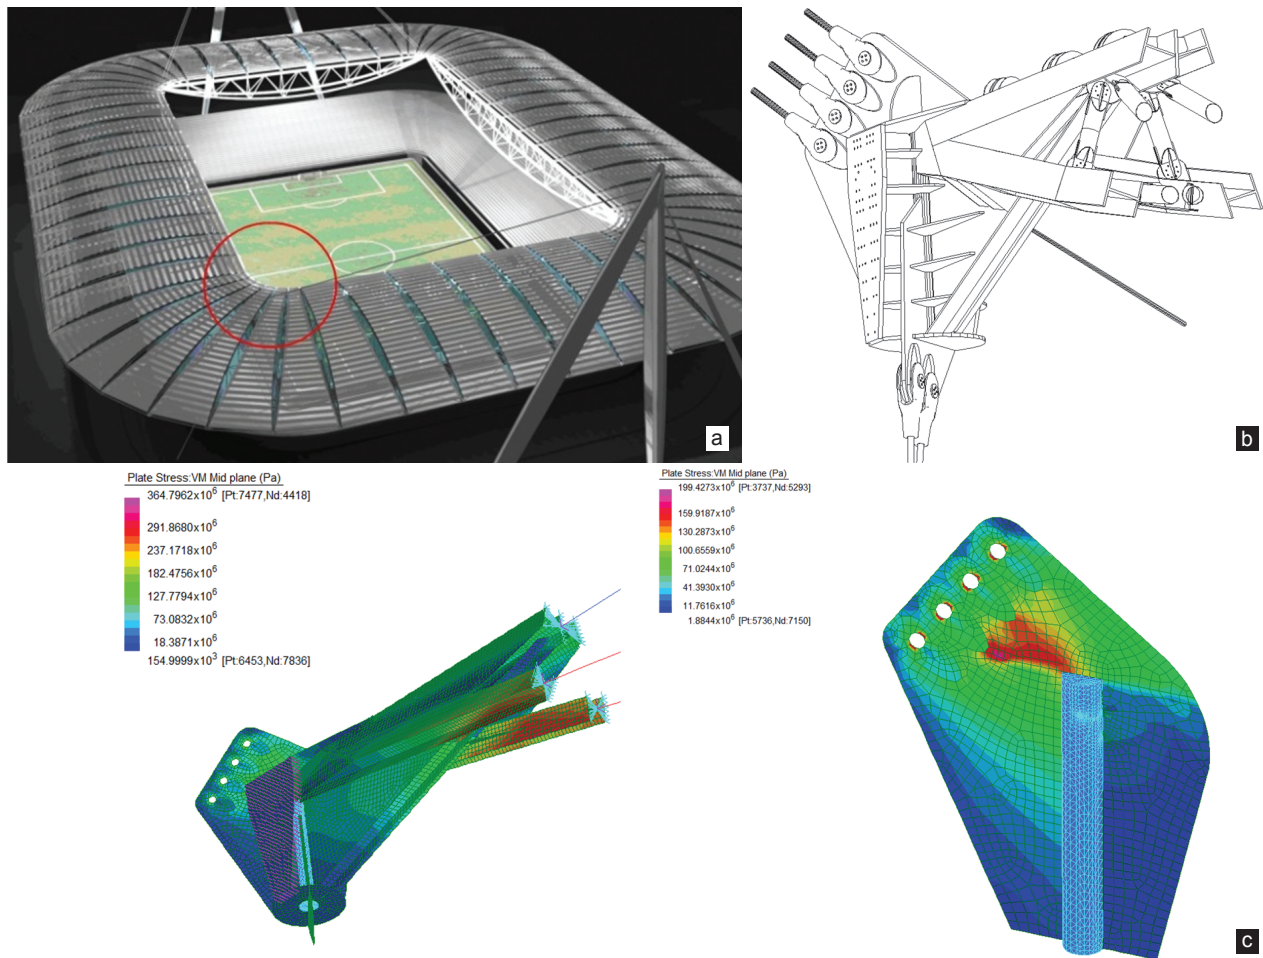 a
b
Plate Stress:VM Mid plane (Pa)
364.7962x10⁶ [Pt:7477,Nd:4418]
291.8680x10⁶
237.1718x10⁶
182.4756x10⁶
127.7794x10⁶
73.0832x10⁶
18.3871x10⁶
154.9999x10³ [Pt:6453,Nd:7836]
Plate Stress:VM Mid plane (Pa)
199.4273x10⁶ [Pt:3737,Nd:5293]
159.9187x10⁶
130.2873x10⁶
100.6559x10⁶
71.0244x10⁶
41.3930x10⁶
11.7616x10⁶
1.8844x10⁶ [Pt:5736,Nd:7150]
c